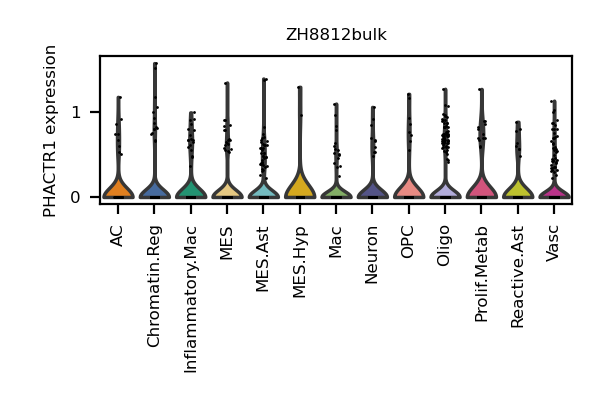 ZH8812bulk
PHACTR1 expression
1
0
AC
Chromatin.Reg
Inflammatory.Mac
MES
MES.Ast
MES.Hyp
Mac
Neuron
OPC
Oligo
Prolif.Metab
Reactive.Ast
Vasc